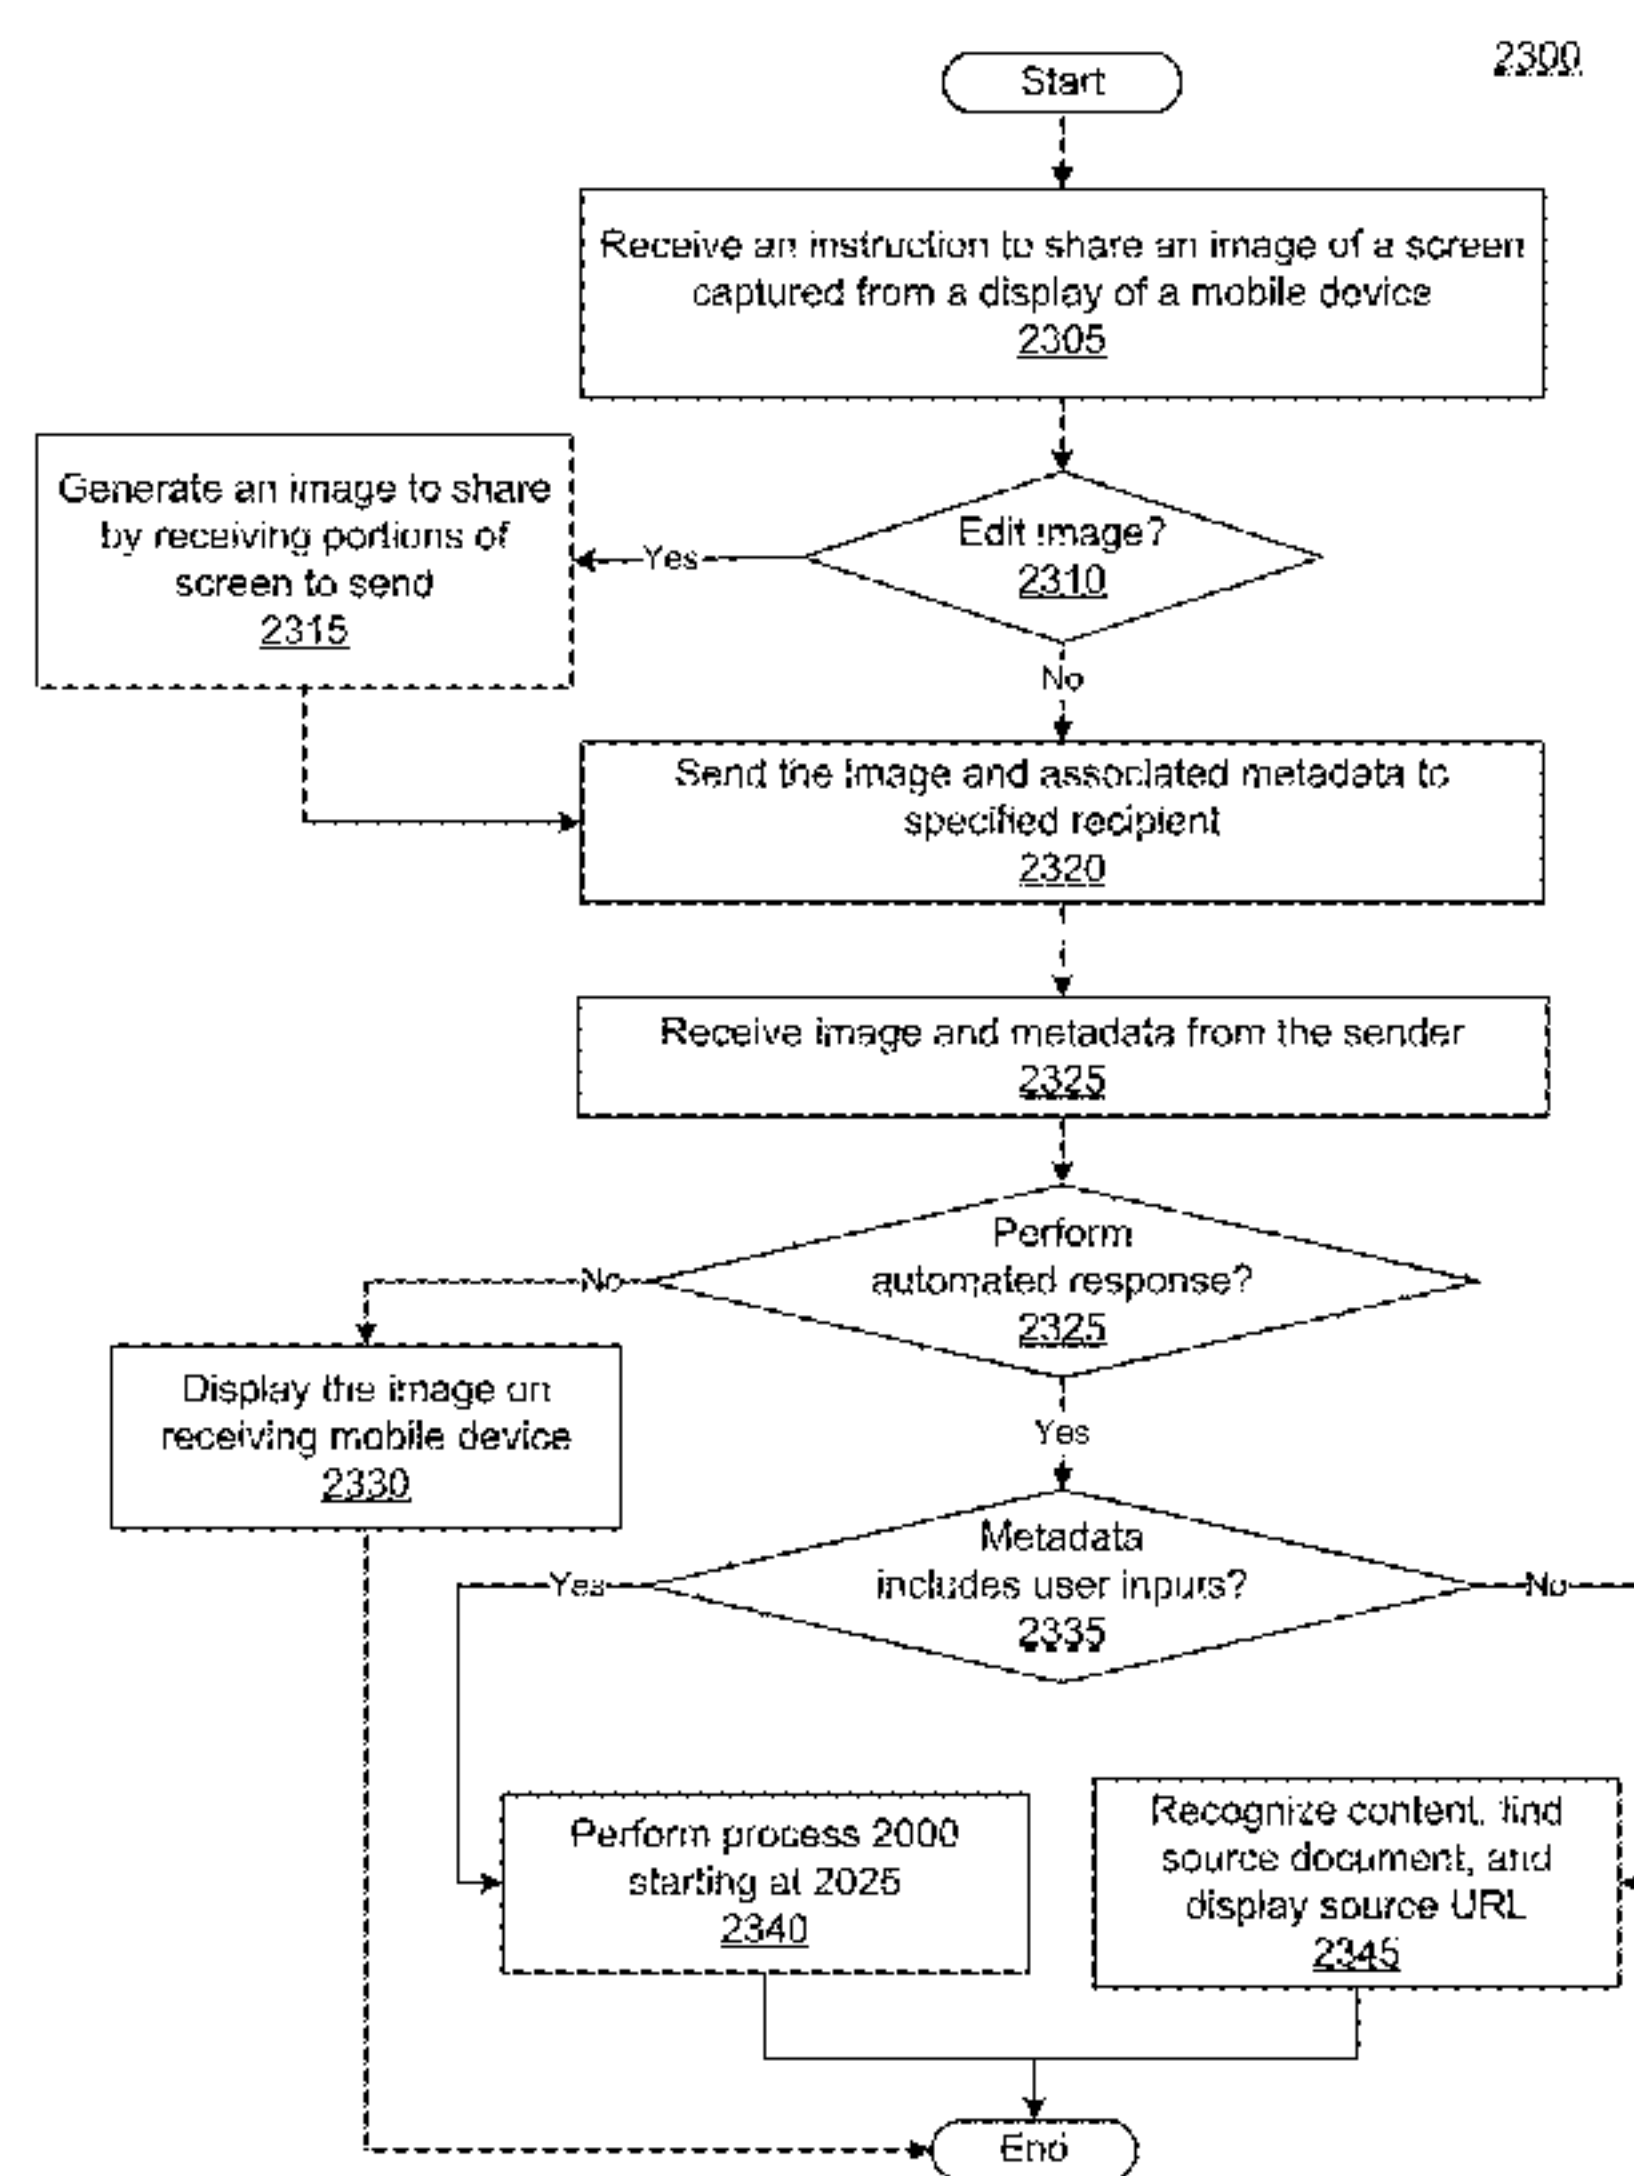 2300
Start
Receive an instruction to share an image of a screen
captured from a display of a mobile device
2305
Edit image?
2310
Yes
Generate an image to share
by receiving portions of
screen to send
2315
No
Send the image and associated metadata to
specified recipient
2320
Receive image and metadata from the sender
2325
Perform
automated response?
2325
No
Display the image on
receiving mobile device
2330
Yes
Metadata
includes user inputs?
2335
Yes
No
Perform process 2000
starting at 2025
2340
Recognize content, find
source document, and
display source URL
2345
End